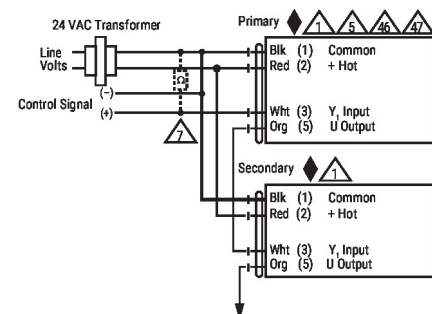 24 VAC Transformer
Primary 1 5 46 47
Line
Volts
Blk (1) Common
Red (2) + Hot
Ω
(–)
Control Signal
(+)
Wht (3) Y, Input
Org (5) U Output
7
Secondary 1
Blk (1) Common
Red (2) + Hot
Wht (3) Y, Input
Org (5) U Output